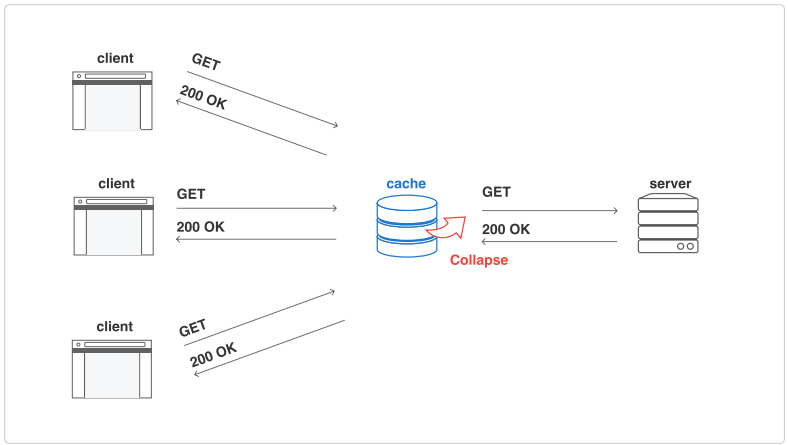 client
GET
200 OK
client
GET
200 OK
cache
GET
200 OK
Collapse
server
client
GET
200 OK